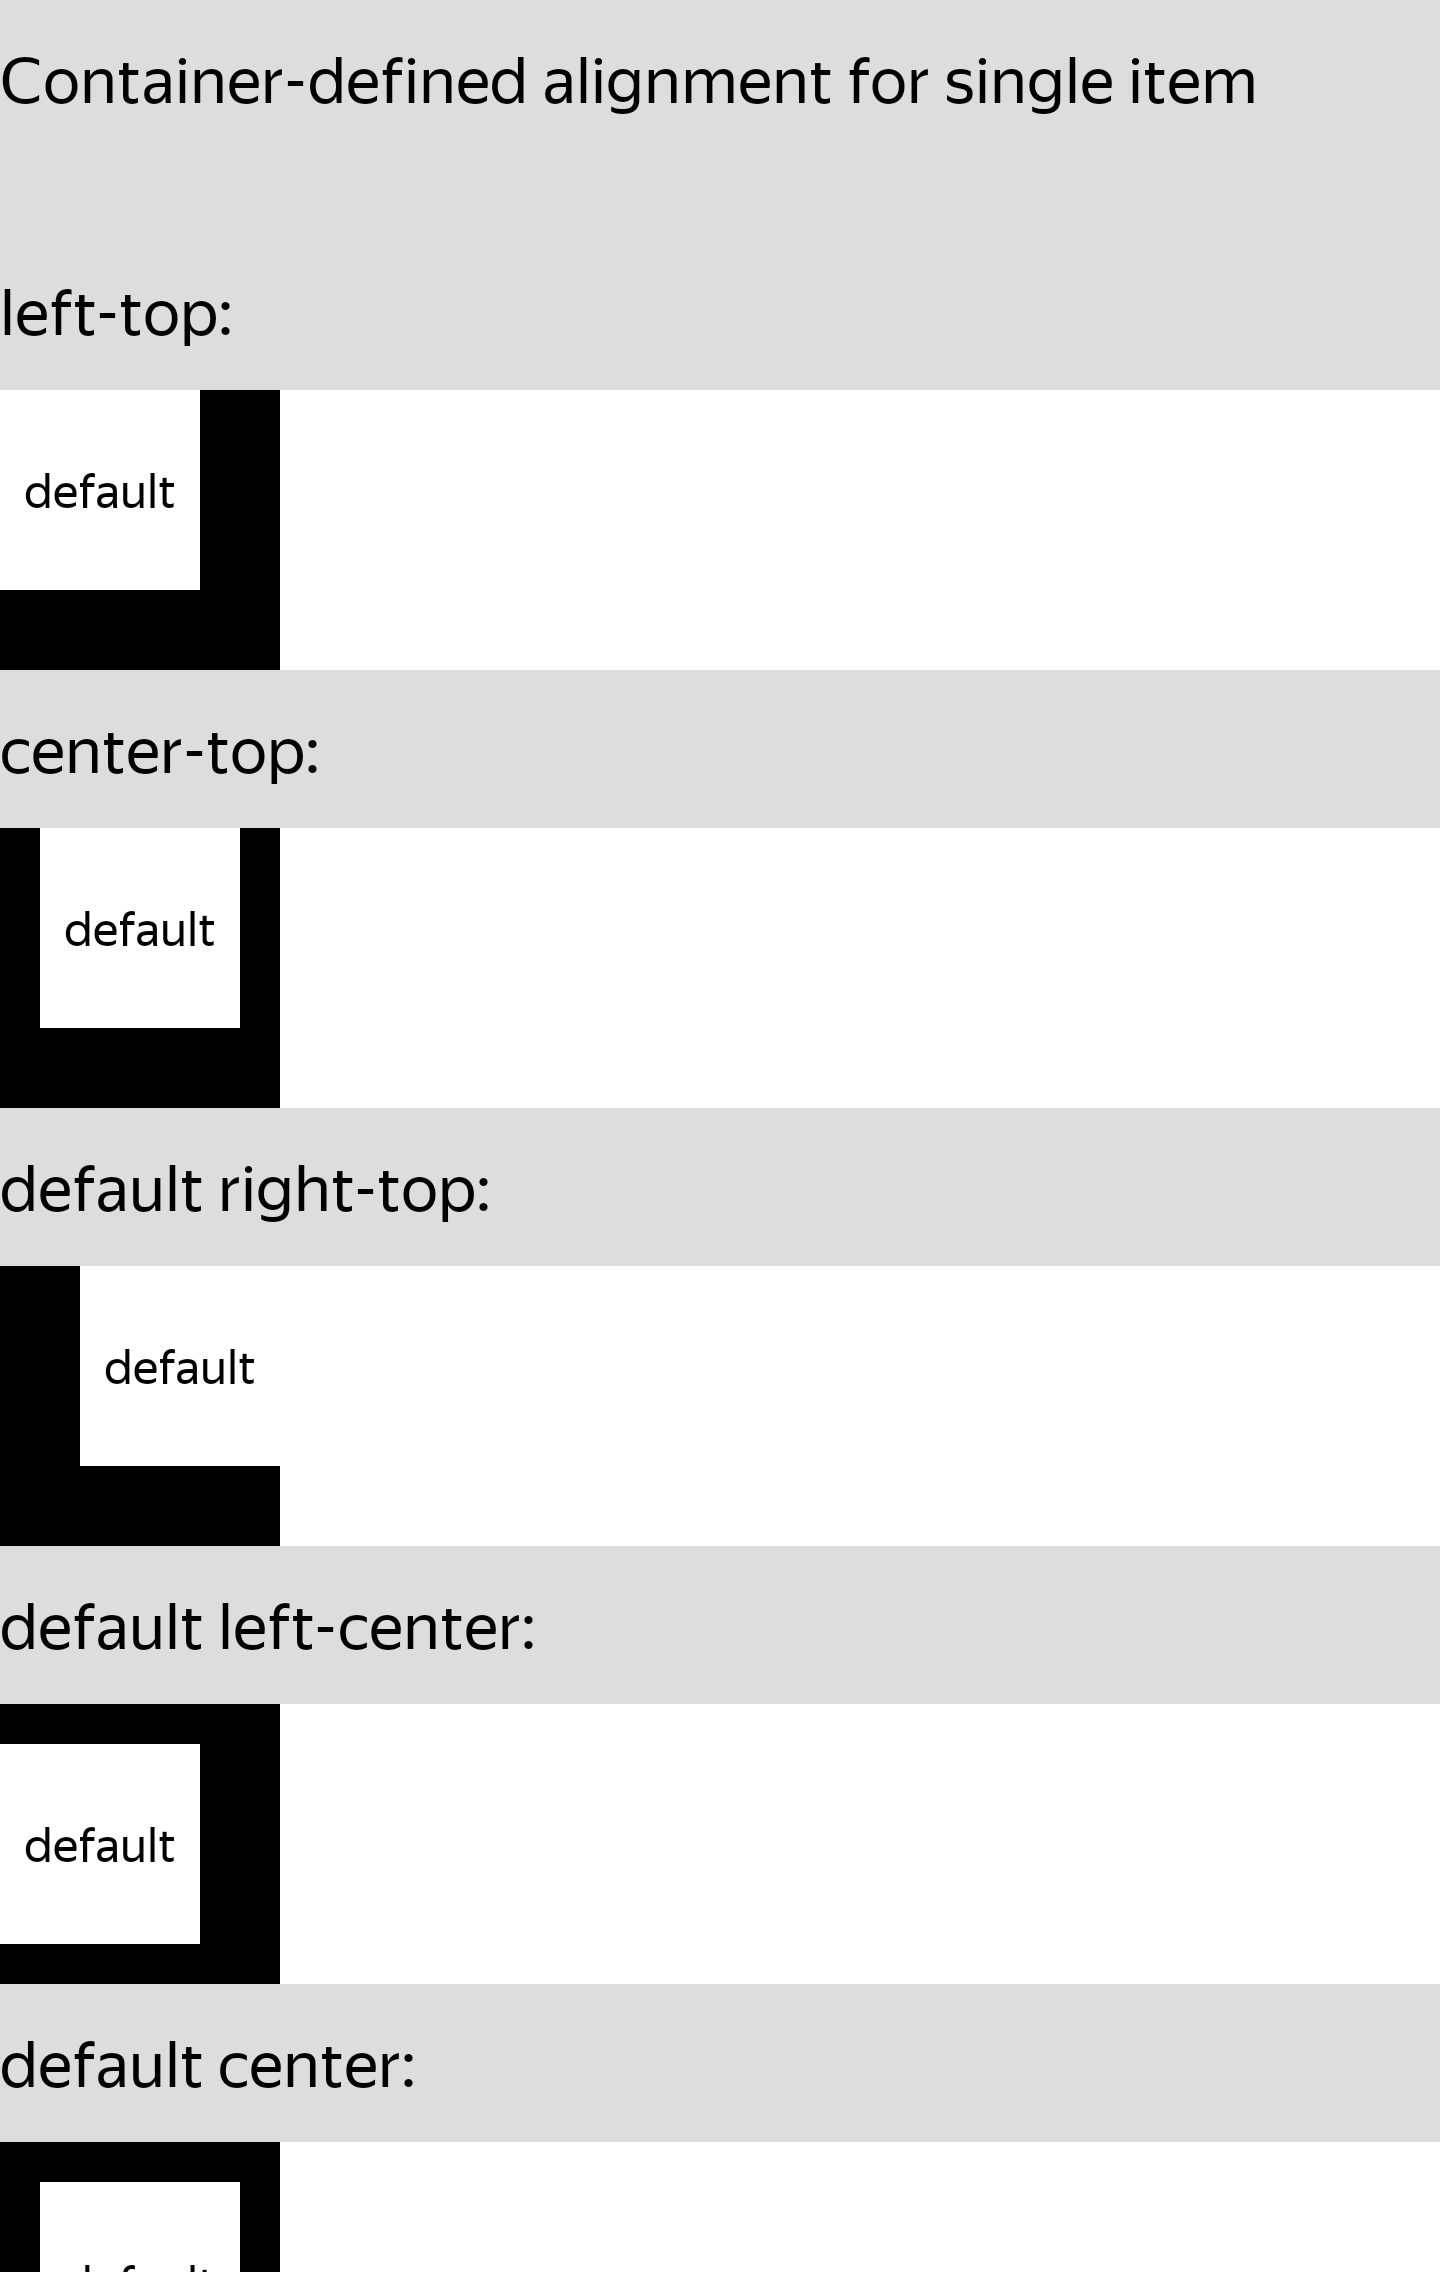 Container-defined alignment for single item
left-top:
default
center-top:
default
default right-top:
default
default left-center:
default
default center: